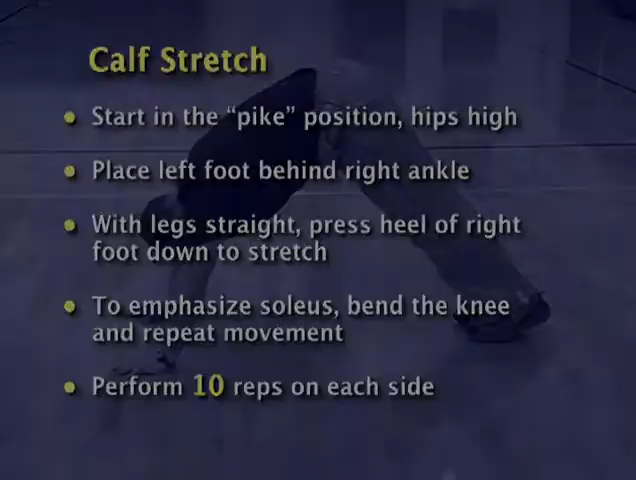 Calf Stretch
Start in the “pike” position, hips high
Place left foot behind right ankle
With legs straight, press heel of right
foot down to stretch
To emphasize soleus, bend the knee
and repeat movement
Perform 10 reps on each side